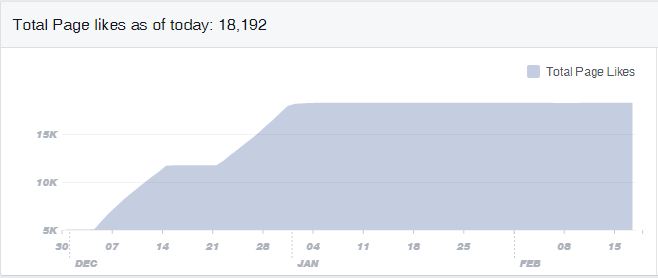 Total Page likes as of today: 18,192
Total Page Likes
15K
10K
5K
30 07 14 21 28 04 11 18 25 08 15
DEC JAN FEB